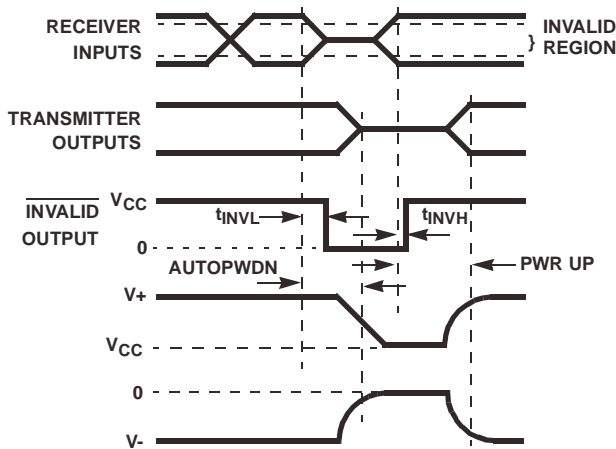 RECEIVER
INPUTS
} INVALID
REGION
TRANSMITTER
OUTPUTS
INVALID
OUTPUT
VCC
0
tINVL
tINVH
AUTOPWDN
PWR UP
V+
VCC
0
V-